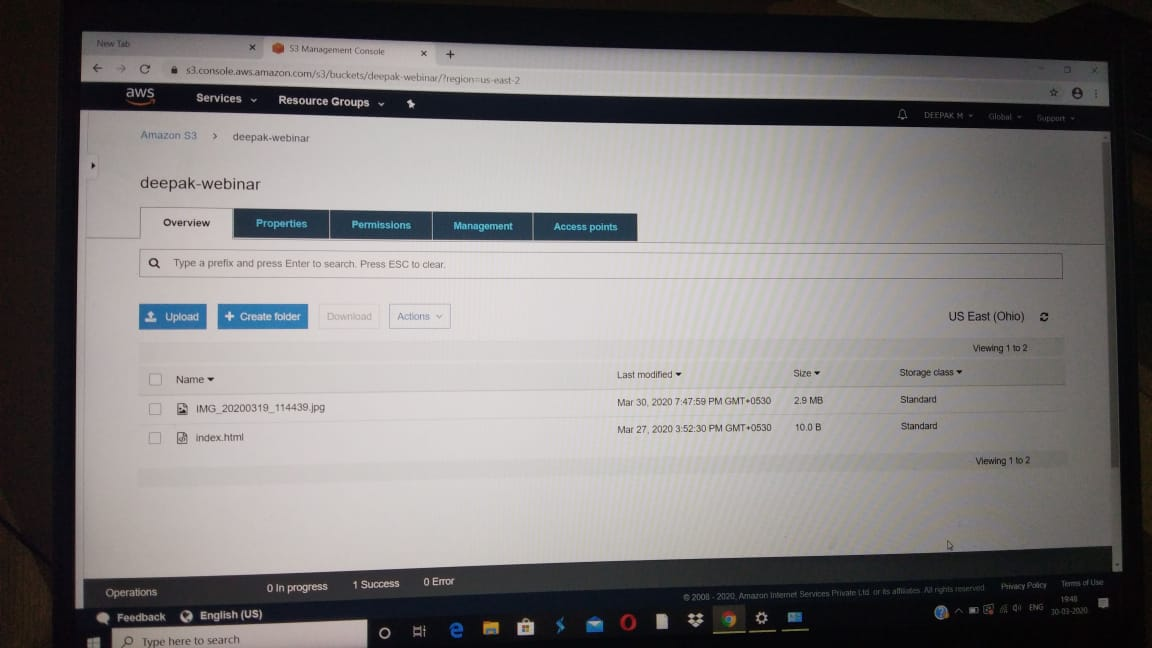 New Tab × S3 Management Console × +
s3.console.aws.amazon.com/s3/buckets/deepak-webinar/?region=us-east-2
aws Services Resource Groups DEEPAK M Global Support
Amazon S3 > deepak-webinar
deepak-webinar
Overview Properties Permissions Management Access points
Type a prefix and press Enter to search. Press ESC to clear.
Upload + Create folder Download Actions US East (Ohio)
Viewing 1 to 2
Name Last modified Size Storage class
IMG_20200319_114439.jpg Mar 30, 2020 7:47:59 PM GMT+0530 2.9 MB Standard
index.html Mar 27, 2020 3:52:30 PM GMT+0530 10.0 B Standard
Viewing 1 to 2
Operations 0 In progress 1 Success 0 Error
Feedback English (US) © 2008 - 2020, Amazon Internet Services Private Ltd. or its affiliates. All rights reserved. Privacy Policy Terms of Use
Type here to search ENG 19:48
30-03-2020